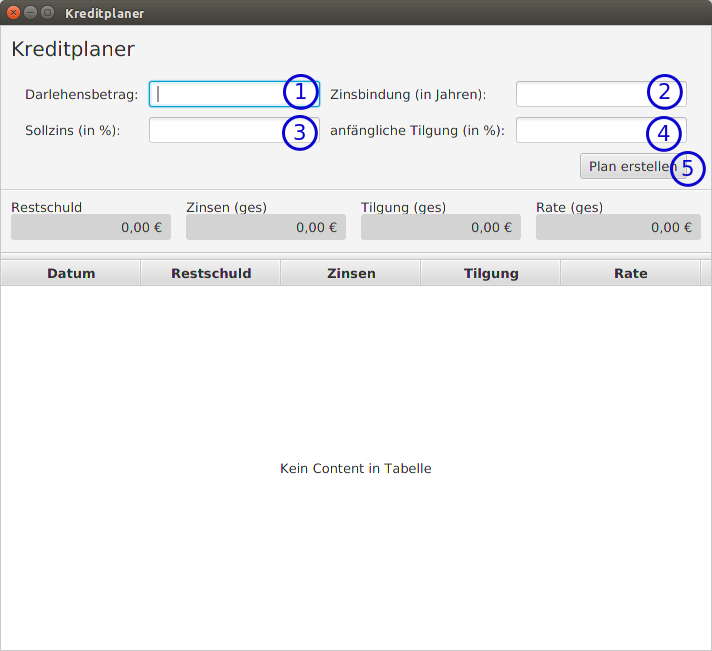 Kreditplaner
Kreditplaner
Darlehensbetrag: 1 Zinsbindung (in Jahren): 2
Sollzins (in %): 3 anfängliche Tilgung (in %): 4
Plan erstellen 5
Restschuld Zinsen (ges) Tilgung (ges) Rate (ges)
0,00 € 0,00 € 0,00 € 0,00 €
Datum Restschuld Zinsen Tilgung Rate
Kein Content in Tabelle